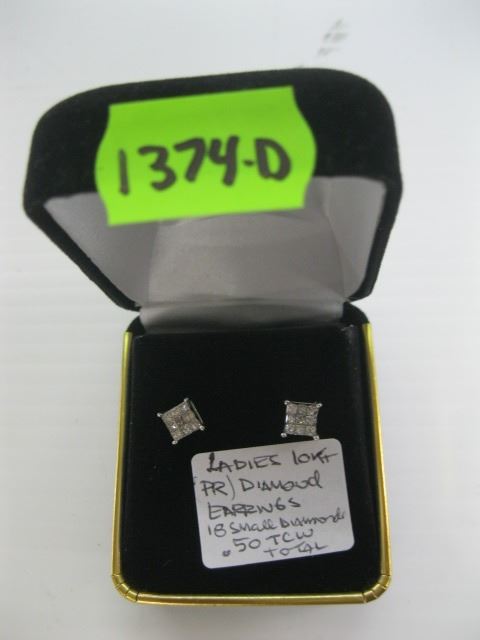 1374-D
LADIES 10KT
(PR) DIAMOND
EARRINGS
18 SMALL DIAMONDS
.50 TCW
TOTAL